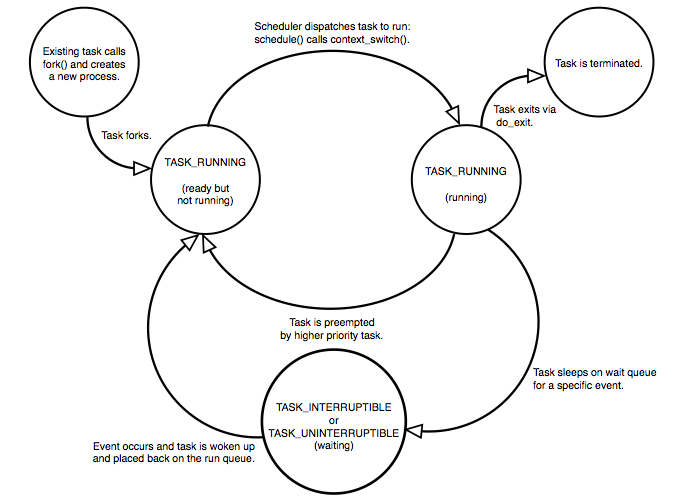 Existing task calls
fork() and creates
a new process.
Scheduler dispatches task to run:
schedule() calls context_switch().
Task is terminated.
Task exits via
do_exit.
Task forks.
TASK_RUNNING
(ready but
not running)
TASK_RUNNING
(running)
Task is preempted
by higher priority task.
Task sleeps on wait queue
for a specific event.
TASK_INTERRUPTIBLE
or
TASK_UNINTERRUPTIBLE
(waiting)
Event occurs and task is woken up
and placed back on the run queue.